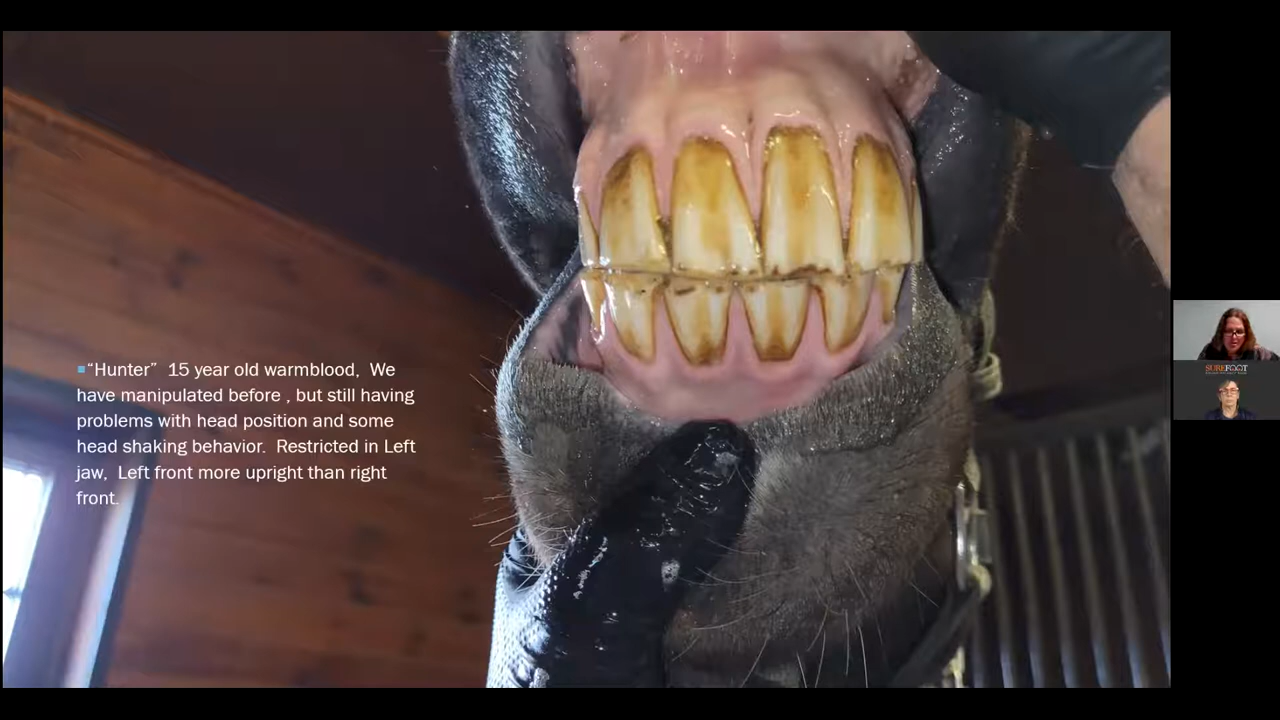 “Hunter” 15 year old warmblood, We
have manipulated before , but still having
problems with head position and some
head shaking behavior. Restricted in Left
jaw, Left front more upright than right
front.
SUREFOOT